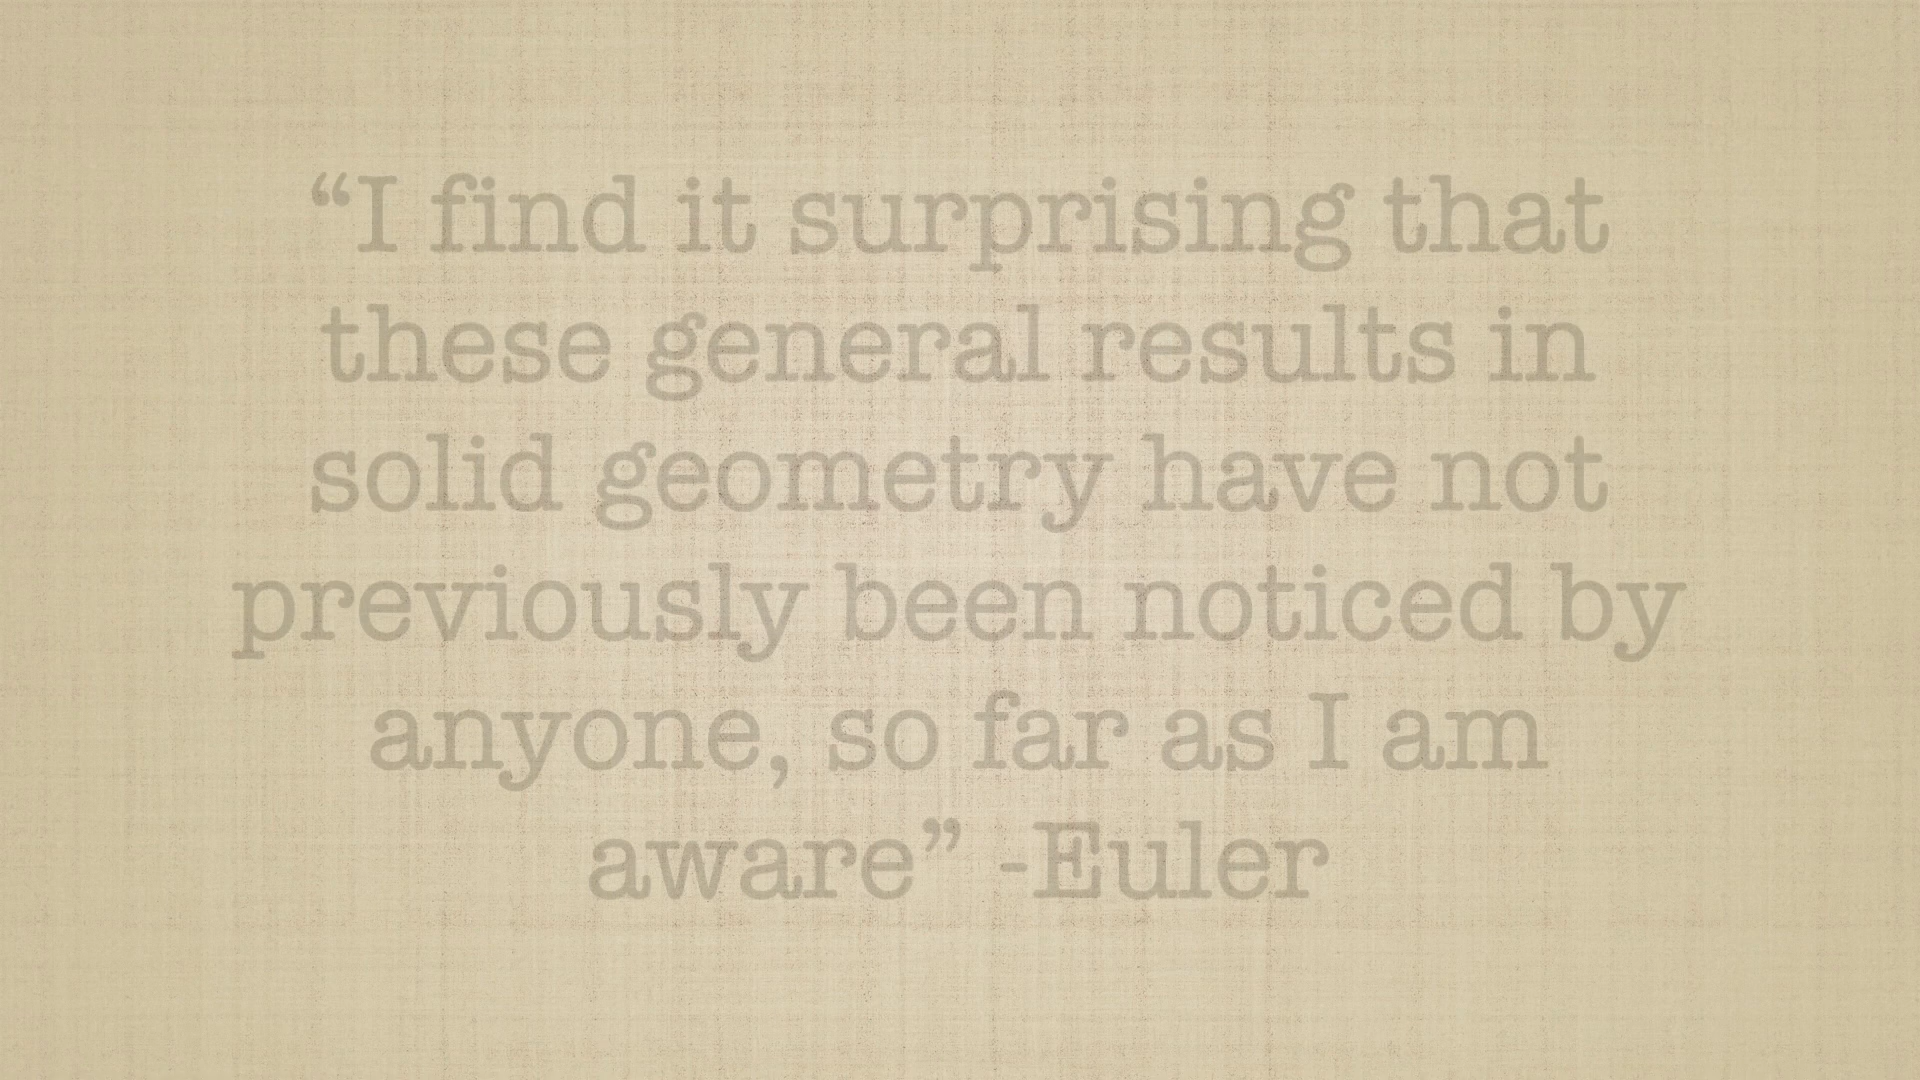 “I find it surprising that
these general results in
solid geometry have not
previously been noticed by
anyone, so far as I am
aware” -Euler